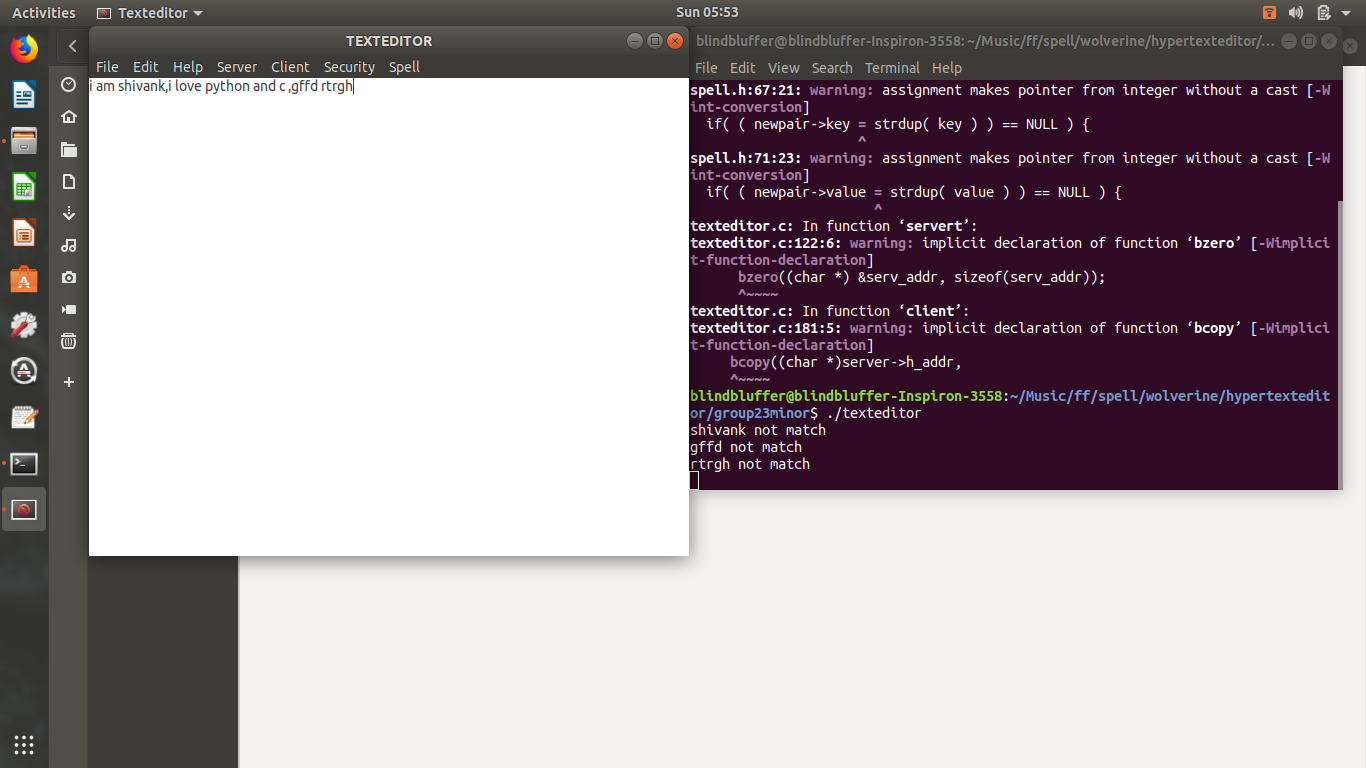 Activities
Texteditor
Sun 05:53
TEXTEDITOR
File Edit Help Server Client Security Spell
i am shivank,i love python and c ,gffd rtrgh
blindbluffer@blindbluffer-Inspiron-3558: ~/Music/ff/spell/wolverine/hypertexteditor/...
File Edit View Search Terminal Help
spell.h:67:21: warning: assignment makes pointer from integer without a cast [-W
int-conversion]
if( ( newpair->key = strdup( key ) ) == NULL ) {
^
spell.h:71:23: warning: assignment makes pointer from integer without a cast [-W
int-conversion]
if( ( newpair->value = strdup( value ) ) == NULL ) {
^
texteditor.c: In function ‘servert’:
texteditor.c:122:6: warning: implicit declaration of function ‘bzero’ [-Wimplici
t-function-declaration]
bzero((char *) &serv_addr, sizeof(serv_addr));
^~~~~
texteditor.c: In function ‘client’:
texteditor.c:181:5: warning: implicit declaration of function ‘bcopy’ [-Wimplici
t-function-declaration]
bcopy((char *)server->h_addr,
^~~~~
blindbluffer@blindbluffer-Inspiron-3558:~/Music/ff/spell/wolverine/hypertextedit
or/group23minor$ ./texteditor
shivank not match
gffd not match
rtrgh not match